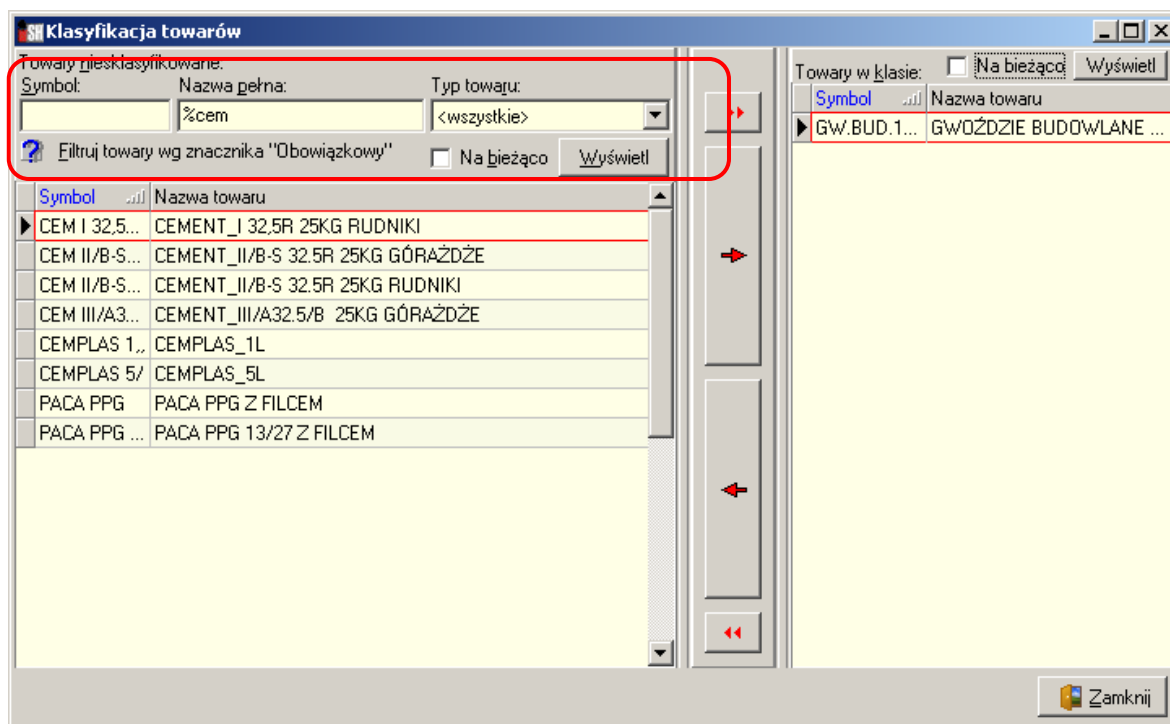 Klasyfikacja towarów
Towary niesklasyfikowane:
Symbol: Nazwa pełna: Typ towaru:
%cem <wszystkie>
Filtruj towary wg znacznika "Obowiązkowy" Na bieżąco Wyświetl
Symbol Nazwa towaru
CEM I 32,5... CEMENT_I 32,5R 25KG RUDNIKI
CEM II/B-S... CEMENT_II/B-S 32.5R 25KG GÓRAŻDŻE
CEM II/B-S... CEMENT_II/B-S 32.5R 25KG RUDNIKI
CEM III/A3... CEMENT_III/A32.5/B 25KG GÓRAŻDŻE
CEMPLAS 1,, CEMPLAS_1L
CEMPLAS 5/ CEMPLAS_5L
PACA PPG PACA PPG Z FILCEM
PACA PPG ... PACA PPG 13/27 Z FILCEM
Towary w klasie: Na bieżąco Wyświetl
Symbol Nazwa towaru
GW.BUD.1... GWOŹDZIE BUDOWLANE ...
Zamknij